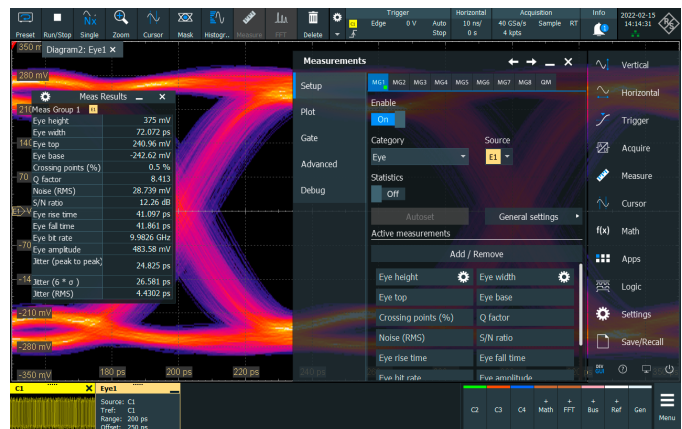 Trigger
Horizontal
Acquisition
Info
2022-02-15
14:14:31
Edge 0 V Auto
Stop
10 ns/
0 s
40 GSa/s Sample RT
4 kpts
Preset Run/Stop Single Zoom Cursor Mask Histogr.. Measure FFT Delete
350 m
Diagram2: Eye1 ×
280 mV
Meas Results
Meas Group 1 E1
Eye height 375 mV
Eye width 72.072 ps
Eye top 240.96 mV
Eye base -242.62 mV
Crossing points (%) 0.5 %
Q factor 8.413
Noise (RMS) 28.739 mV
S/N ratio 12.26 dB
Eye rise time 41.097 ps
Eye fall time 41.861 ps
Eye bit rate 9.9826 GHz
Eye amplitude 483.58 mV
Jitter (peak to peak) 24.825 ps
Jitter (6 * σ ) 26.581 ps
Jitter (RMS) 4.4302 ps
210
140
70
-70
-14
-210 mV
-280 mV
-350 mV
180 ps
200 ps
220 ps
240 ps
Measurements
Setup
Plot
Gate
Advanced
Debug
MG1 MG2 MG3 MG4 MG5 MG6 MG7 MG8 QM
Enable
On
Category
Source
Eye
E1
Statistics
Off
Autoset
General settings
Active measurements
Add / Remove
Eye height
Eye width
Eye top
Eye base
Crossing points (%)
Q factor
Noise (RMS)
S/N ratio
Eye rise time
Eye fall time
Eye bit rate
Eye amplitude
Vertical
Horizontal
Trigger
Acquire
Measure
Cursor
f(x) Math
Apps
Logic
Settings
Save/Recall
C1 X
Eye1
Source: C1
Tref: C1
Range: 200 ps
Offset: 250 ps
C2
C3
C4
+ Math
+ FFT
+ Bus
+ Ref
Gen
Menu